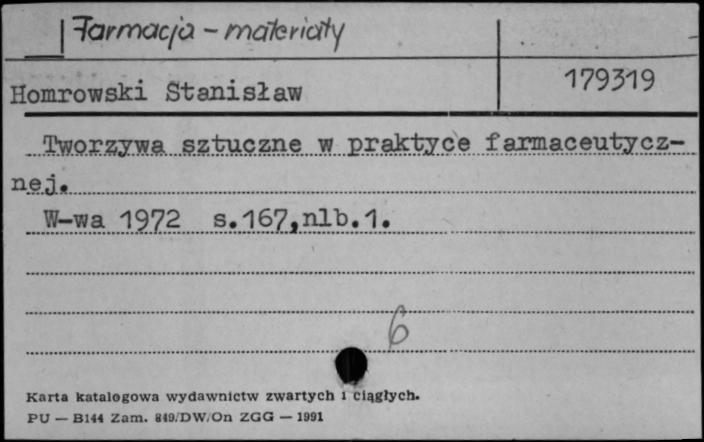 Farmacja - materiały
Homrowski Stanisław
179319
Tworzywa sztuczne w praktyce farmaceutycz-
nej.
W-wa 1972 s.167,nlb.1.
6
Karta katalogowa wydawnictw zwartych i ciągłych.
PU — B144 Zam. 849/DW/On ZGG — 1991